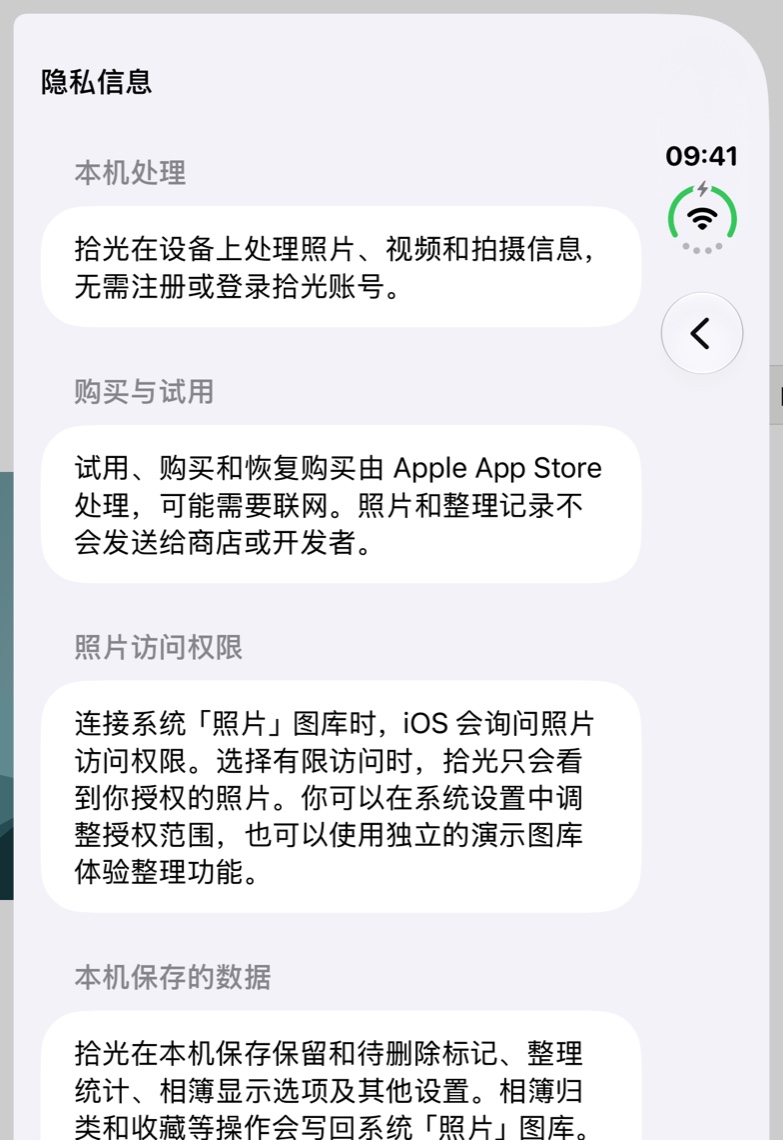 隐私信息
09:41
本机处理
拾光在设备上处理照片、视频和拍摄信息，
无需注册或登录拾光账号。
购买与试用
试用、购买和恢复购买由 Apple App Store
处理，可能需要联网。照片和整理记录不
会发送给商店或开发者。
照片访问权限
连接系统「照片」图库时，iOS 会询问照片
访问权限。选择有限访问时，拾光只会看
到你授权的照片。你可以在系统设置中调
整授权范围，也可以使用独立的演示图库
体验整理功能。
本机保存的数据
拾光在本机保存保留和待删除标记、整理
统计、相簿显示选项及其他设置。相簿归
类和收藏等操作会写回系统「照片」图库。